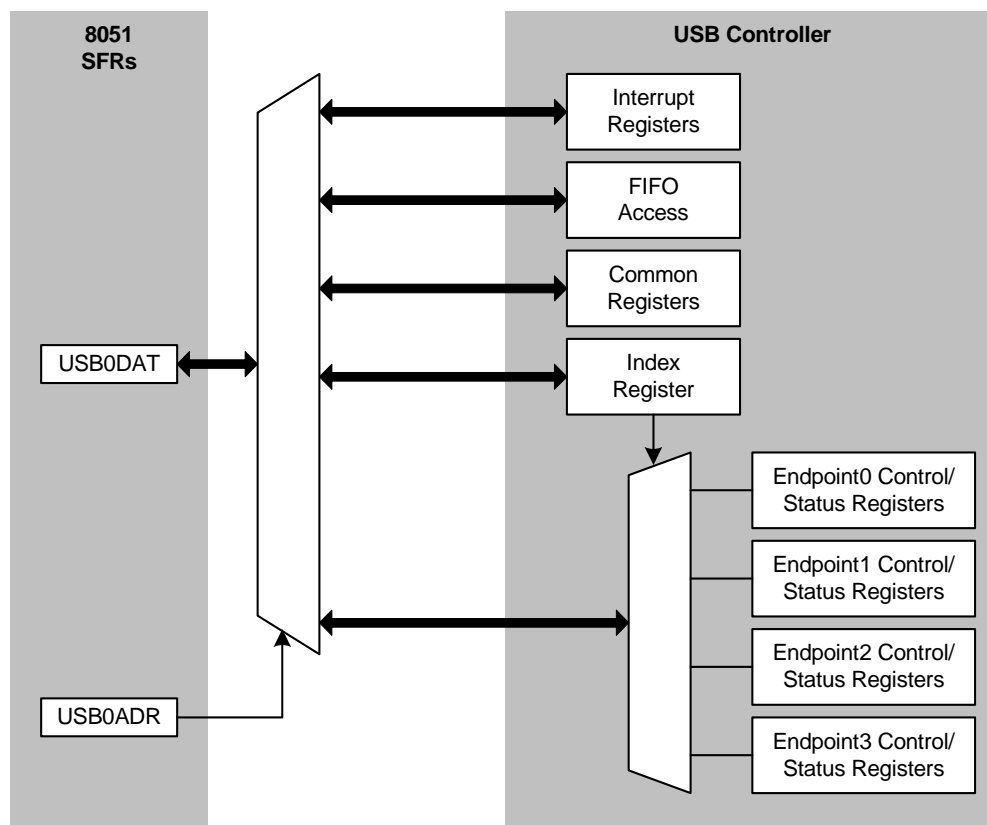 8051
SFRs
USB Controller
Interrupt
Registers
FIFO
Access
Common
Registers
USB0DAT
Index
Register
Endpoint0 Control/
Status Registers
Endpoint1 Control/
Status Registers
Endpoint2 Control/
Status Registers
USB0ADR
Endpoint3 Control/
Status Registers